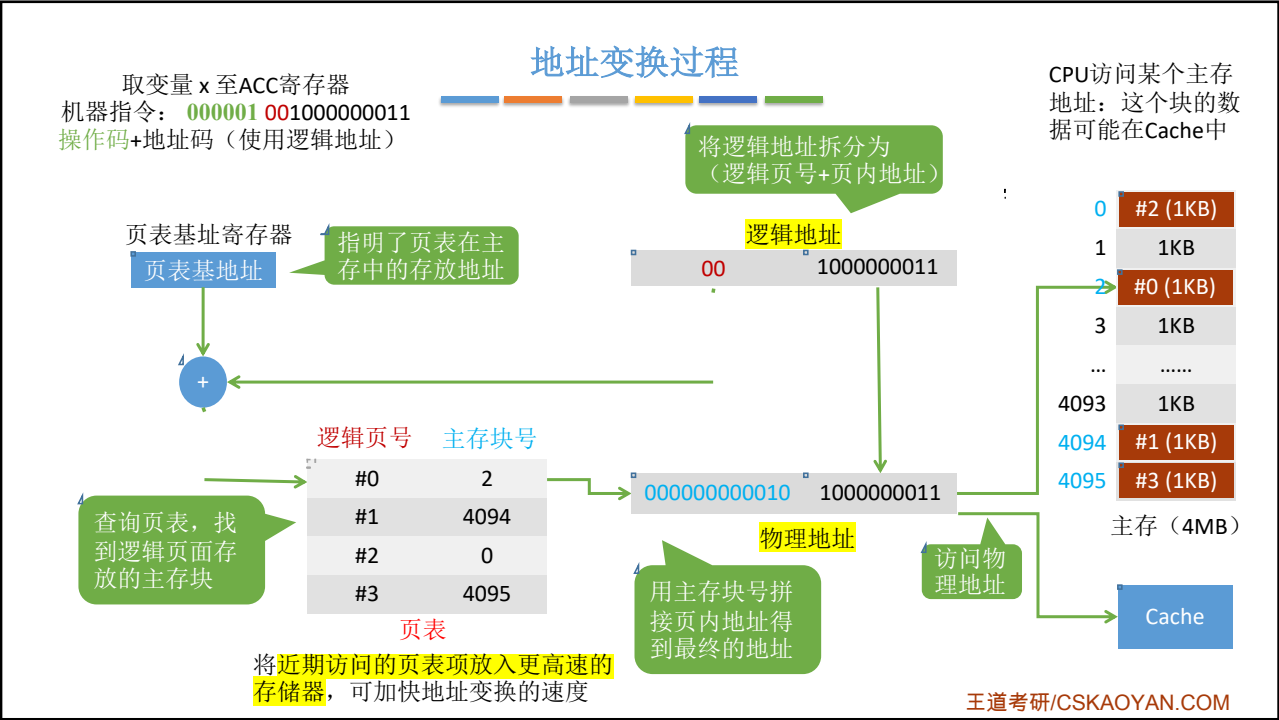 地址变换过程
取变量 x 至ACC寄存器
机器指令： 000001 001000000011
操作码+地址码（使用逻辑地址）
CPU访问某个主存
地址：这个块的数
据可能在Cache中
将逻辑地址拆分为
（逻辑页号+页内地址）
页表基址寄存器
页表基地址
指明了页表在主
存中的存放地址
逻辑地址
00 1000000011
+
逻辑页号 主存块号
#0 2
#1 4094
#2 0
#3 4095
页表
查询页表，找
到逻辑页面存
放的主存块
将近期访问的页表项放入更高速的
存储器，可加快地址变换的速度
000000000010 1000000011
物理地址
用主存块号拼
接页内地址得
到最终的地址
访问物
理地址
0 #2 (1KB)
1 1KB
2 #0 (1KB)
3 1KB
... ......
4093 1KB
4094 #1 (1KB)
4095 #3 (1KB)
主存（4MB）
Cache
王道考研/CSKAOYAN.COM